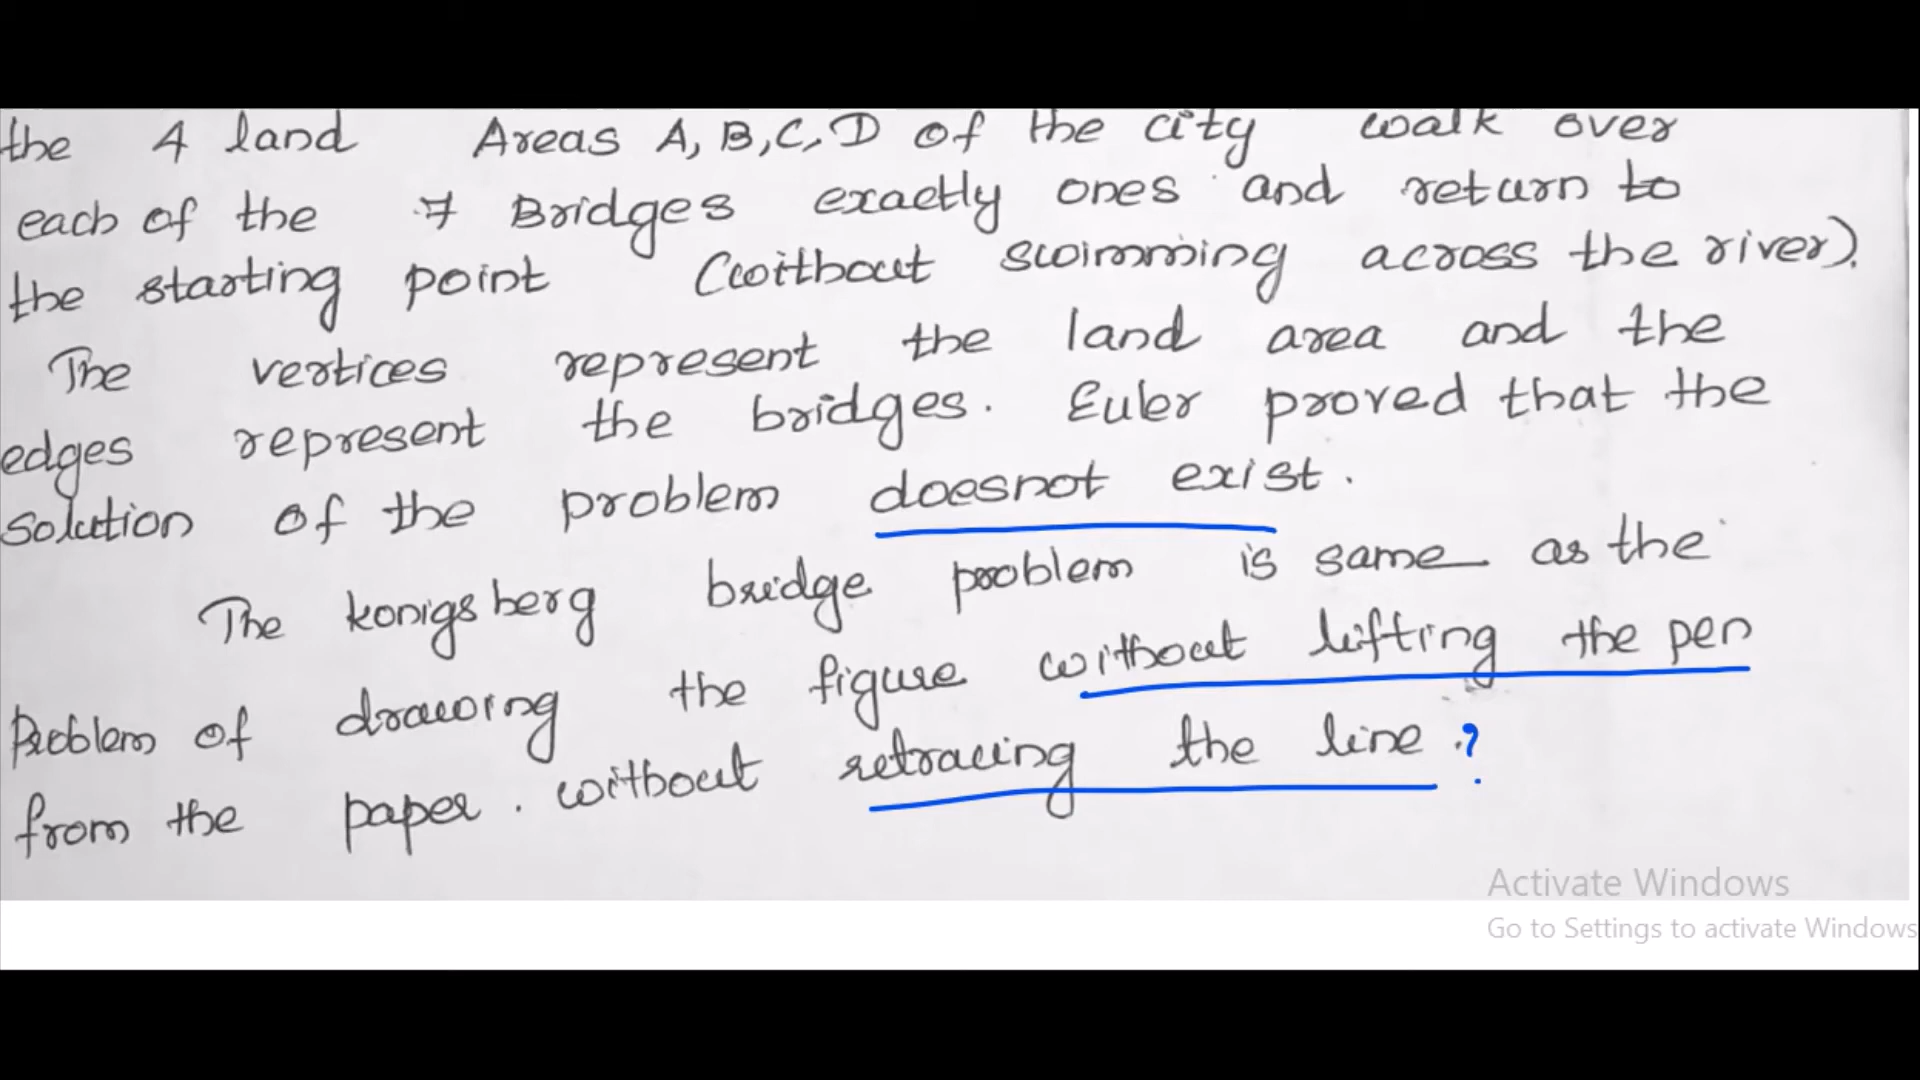 the 4 land Areas A, B, C, D of the city walk over
each of the 7 Bridges exactly ones and return to
the starting point (without swimming across the river).
The vertices represent the land area and the
edges represent the bridges. Euler proved that the
solution of the problem doesnot exist.
The konigsberg bridge problem is same as the
Problem of drawing the figure without lifting the pen
from the paper. without retracing the line.?
Activate Windows
Go to Settings to activate Windows